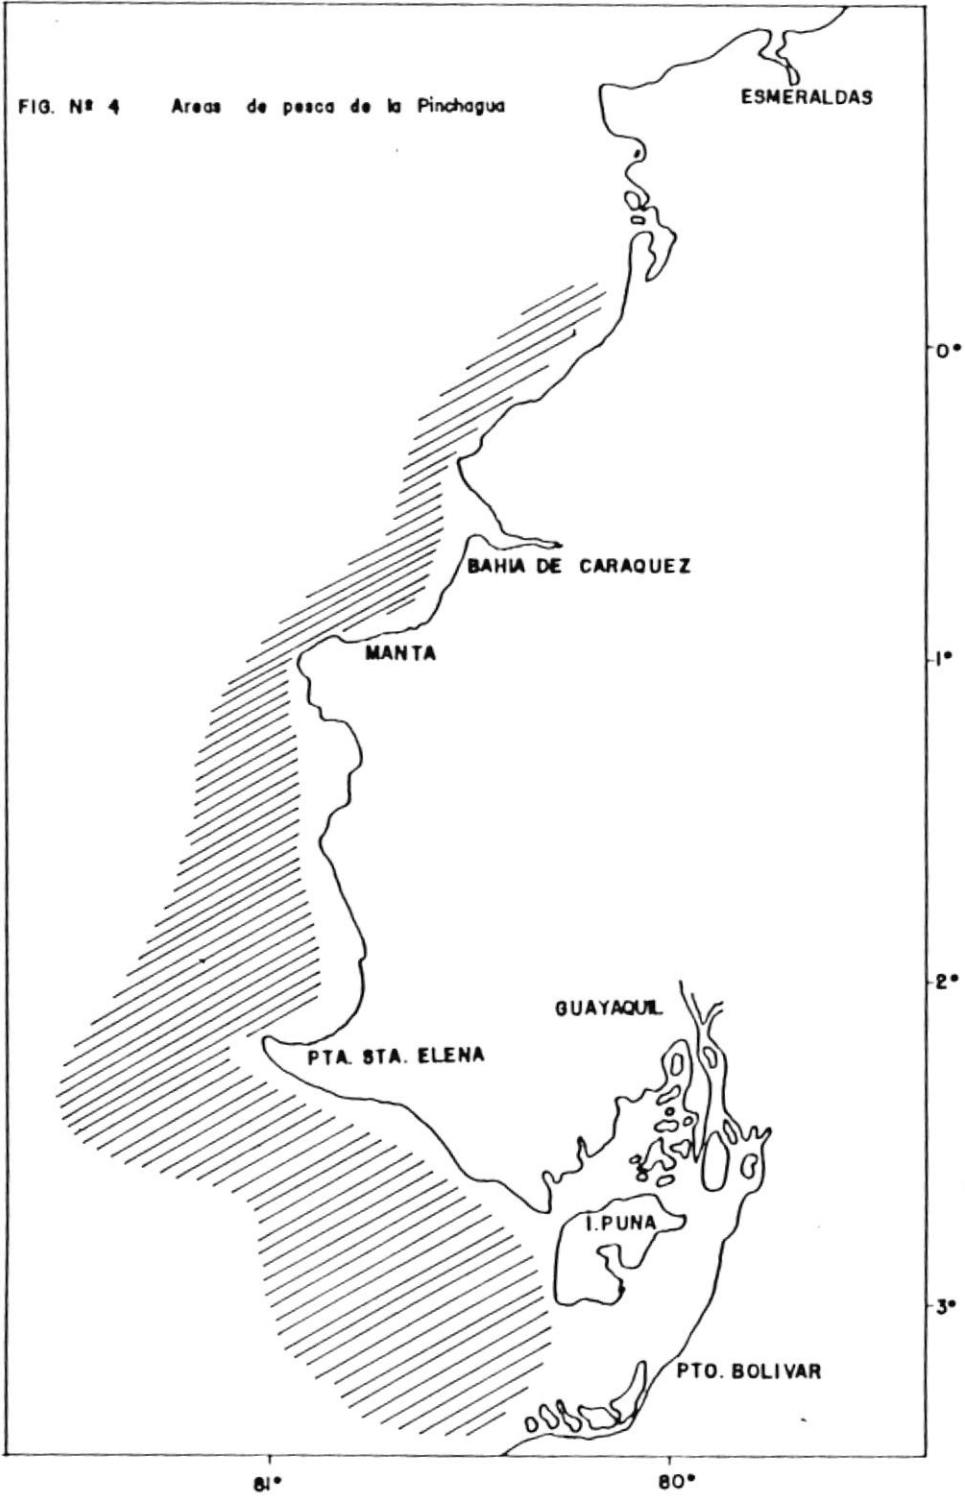 FIG. Nº 4 Areas de pesca de la Pinchagua
ESMERALDAS
0°
BAHIA DE CARAQUEZ
MANTA
1°
2°
GUAYAQUIL
PTA. STA. ELENA
I. PUNA
3°
PTO. BOLIVAR
81°
80°